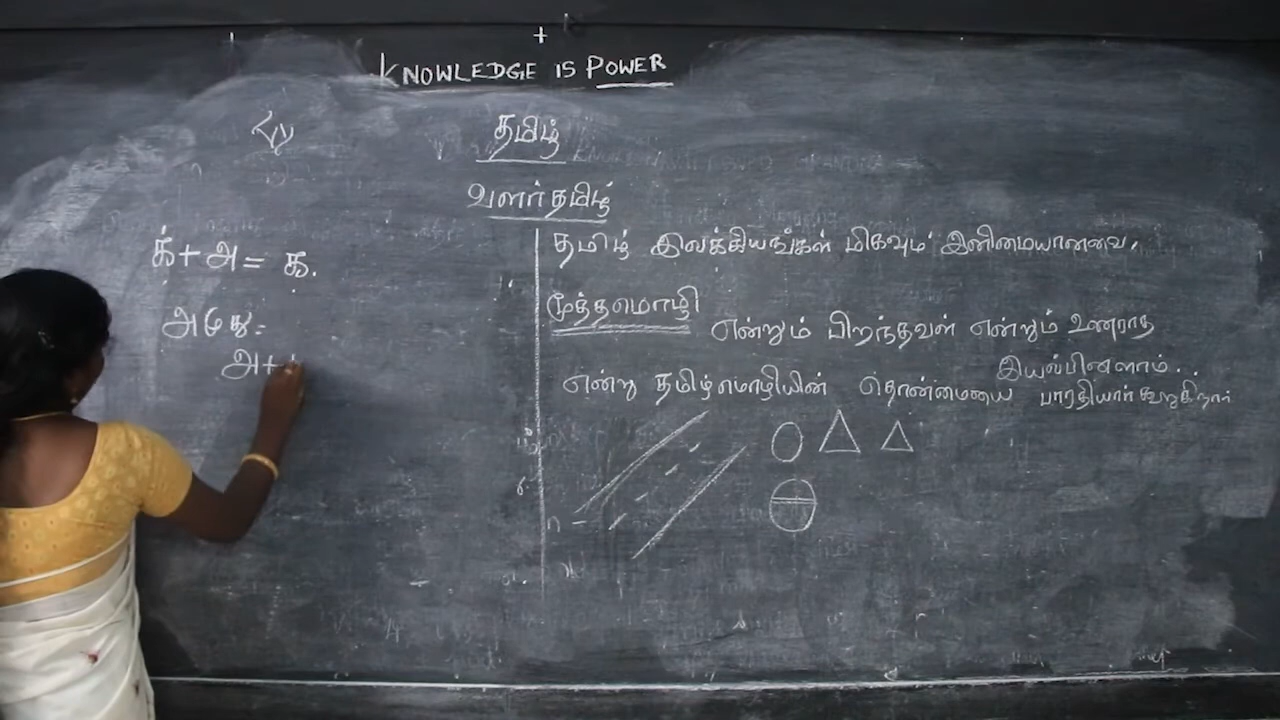 KNOWLEDGE IS POWER
தமிழ்
வளர்தமிழ்
க் + அ = க.
அமுது =
அ +
தமிழ் இலக்கியங்கள் மிகவும் இனிமையானவை.
மூத்தமொழி
என்றும் பிறந்தவள் என்றும் உணராத
இயல்பினளாம்..
என்று தமிழ்மொழியின் தொன்மையை பாரதியார் கூறுகிறார்